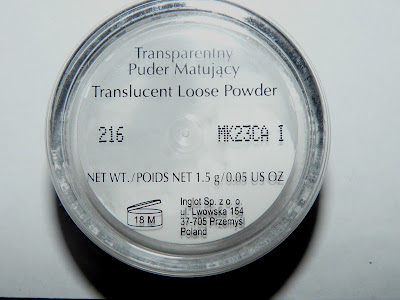 Transparentny
Puder Matujący
Translucent Loose Powder
216 MK23CA I
NET WT./POIDS NET 1.5 g/0.05 US OZ
18 M
Inglot Sp. z o. o.
ul. Lwowska 154
37-705 Przemyśl
Poland